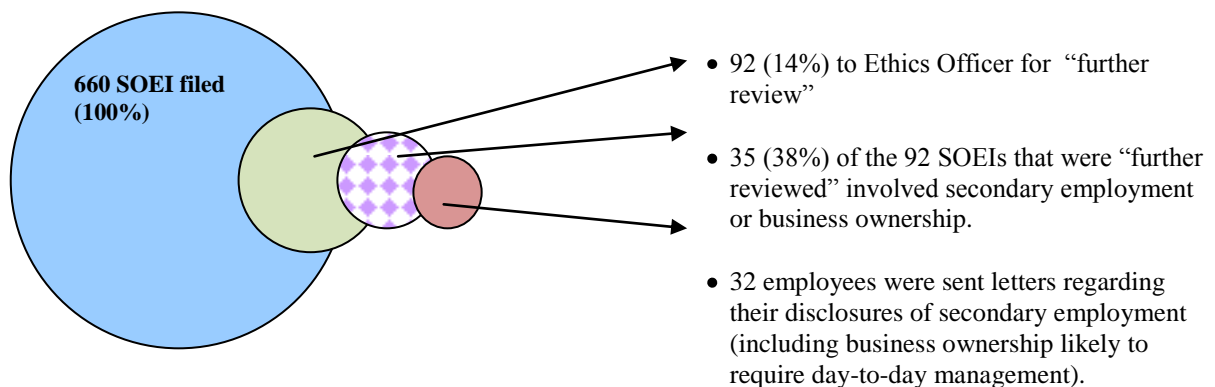 660 SOEI filed
(100%)
• 92 (14%) to Ethics Officer for “further
review”
• 35 (38%) of the 92 SOEIs that were “further
reviewed” involved secondary employment
or business ownership.
• 32 employees were sent letters regarding
their disclosures of secondary employment
(including business ownership likely to
require day-to-day management).